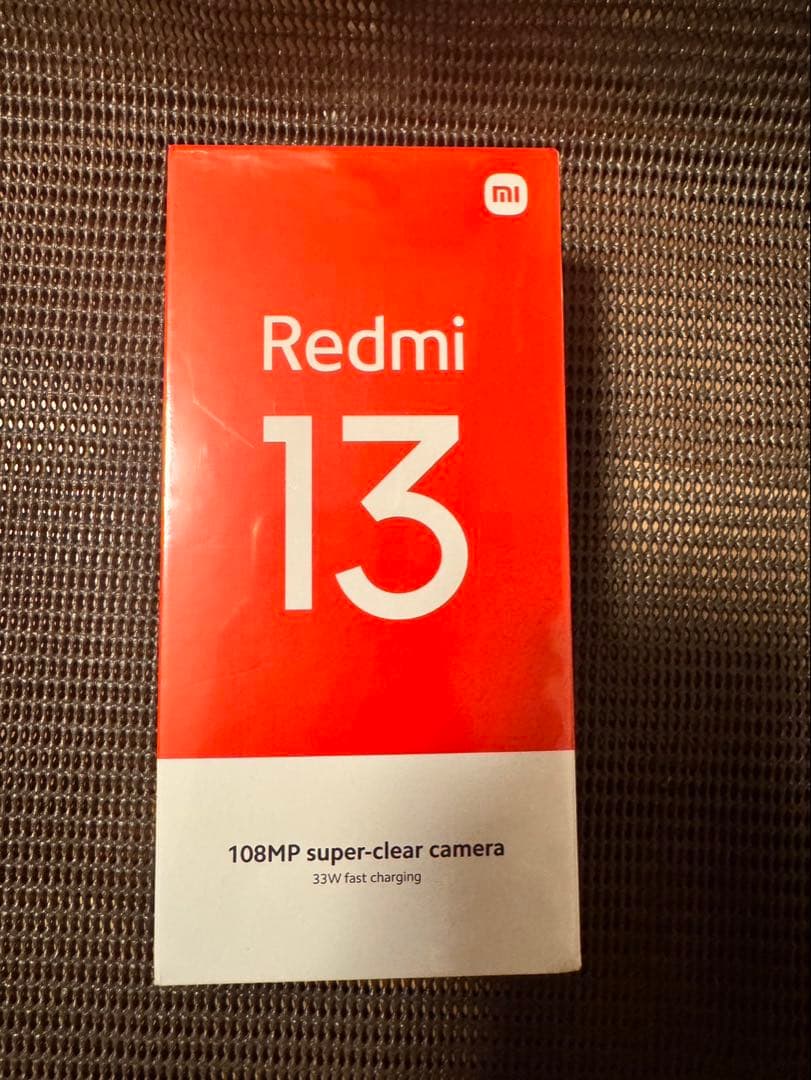 mi
Redmi
13
108MP super-clear camera
33W fast charging